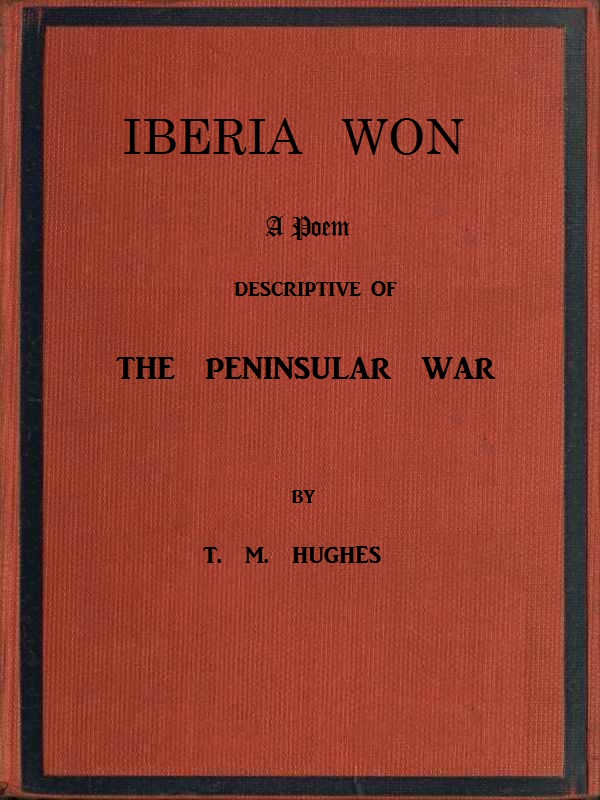 IBERIA WON
A Poem
DESCRIPTIVE OF
THE PENINSULAR WAR
BY
T. M. HUGHES